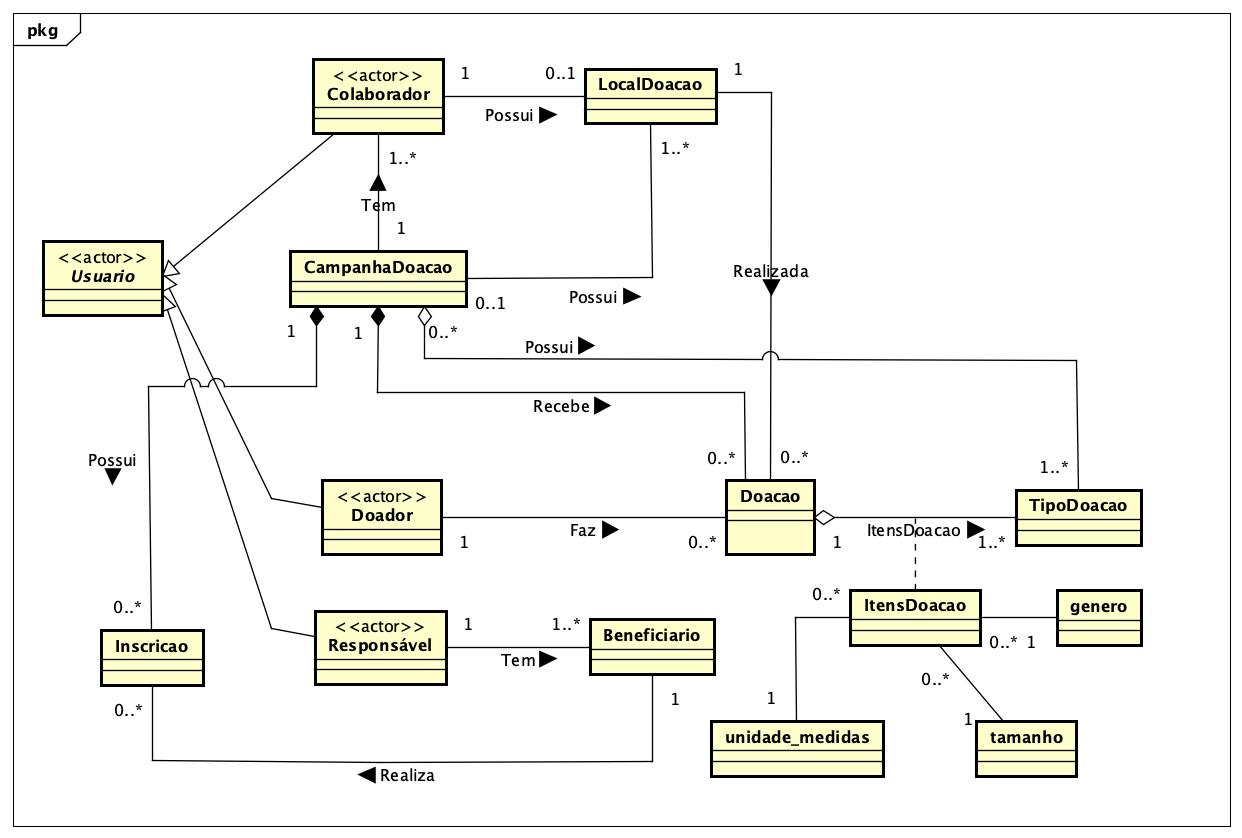 pkg
<<actor>>
Colaborador
1
0..1
Possui
LocalDoacao
1
1..*
Tem
1
1..*
Realizada
<<actor>>
Usuario
CampanhaDoacao
0..1
Possui
1
1
0..*
Possui
Recebe
Possui
0..*
0..*
1..*
<<actor>>
Doador
1
Faz
0..*
Doacao
1
ItensDoacao
1..*
TipoDoacao
0..*
Inscricao
0..*
<<actor>>
Responsável
1
1..*
Tem
Beneficiario
1
Realiza
0..*
ItensDoacao
0..*
1
genero
0..*
1
unidade_medidas
1
tamanho